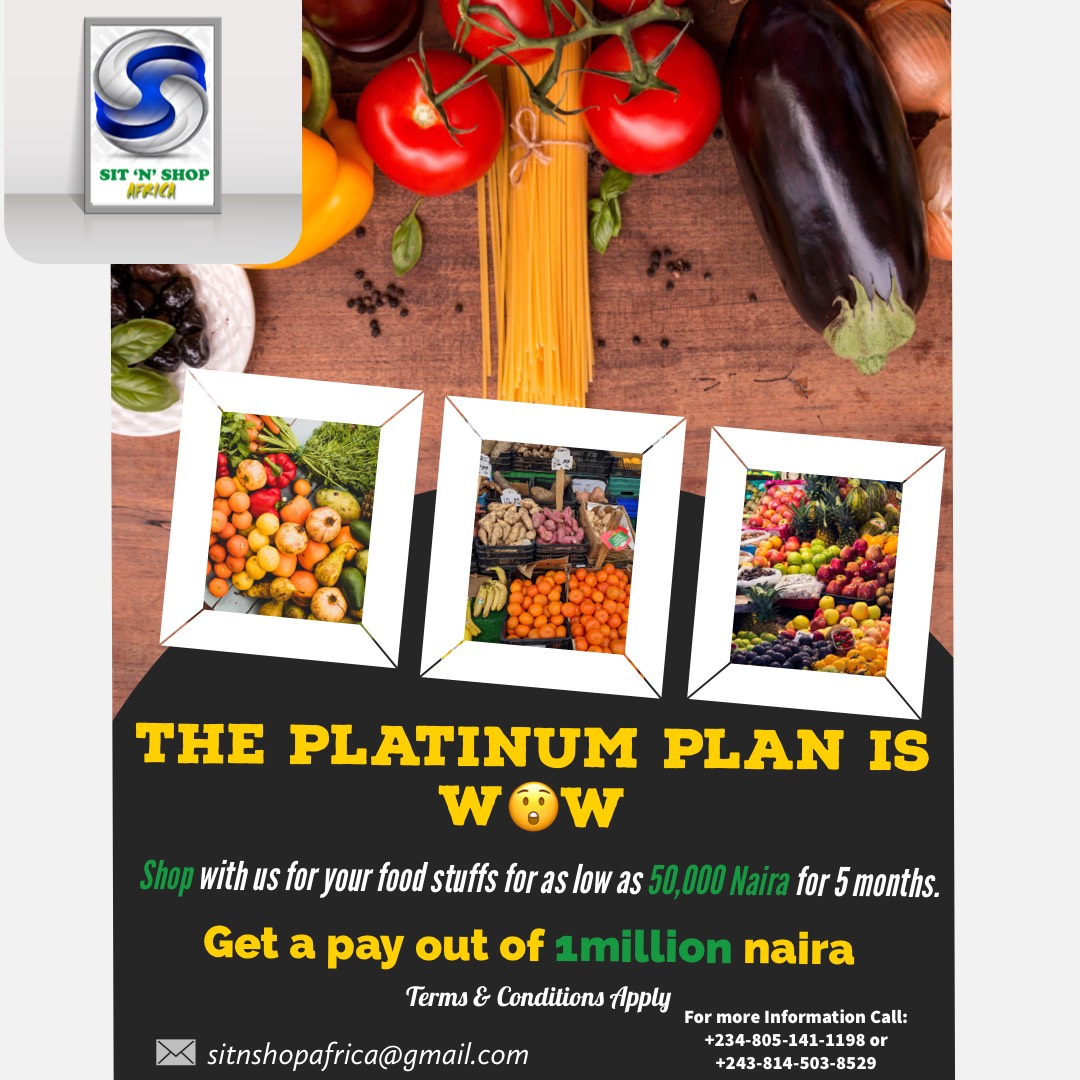 SIT 'N' SHOP
AFRICA
THE PLATINUM PLAN IS
W😲W
Shop with us for your food stuffs for as low as 50,000 Naira for 5 months.
Get a pay out of 1million naira
Terms & Conditions Apply
For more Information Call:
+234-805-141-1198 or
+243-814-503-8529
sitnshopafrica@gmail.com